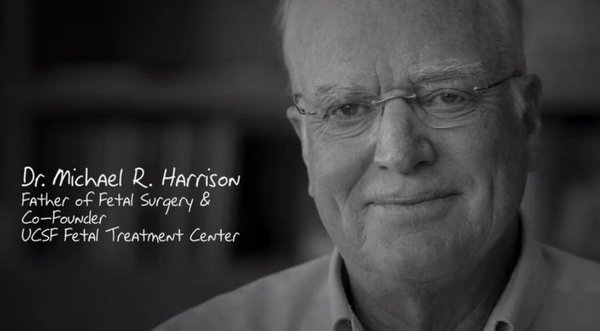 Dr. Michael R. Harrison
Father of Fetal Surgery &
Co-Founder
UCSF Fetal Treatment Center